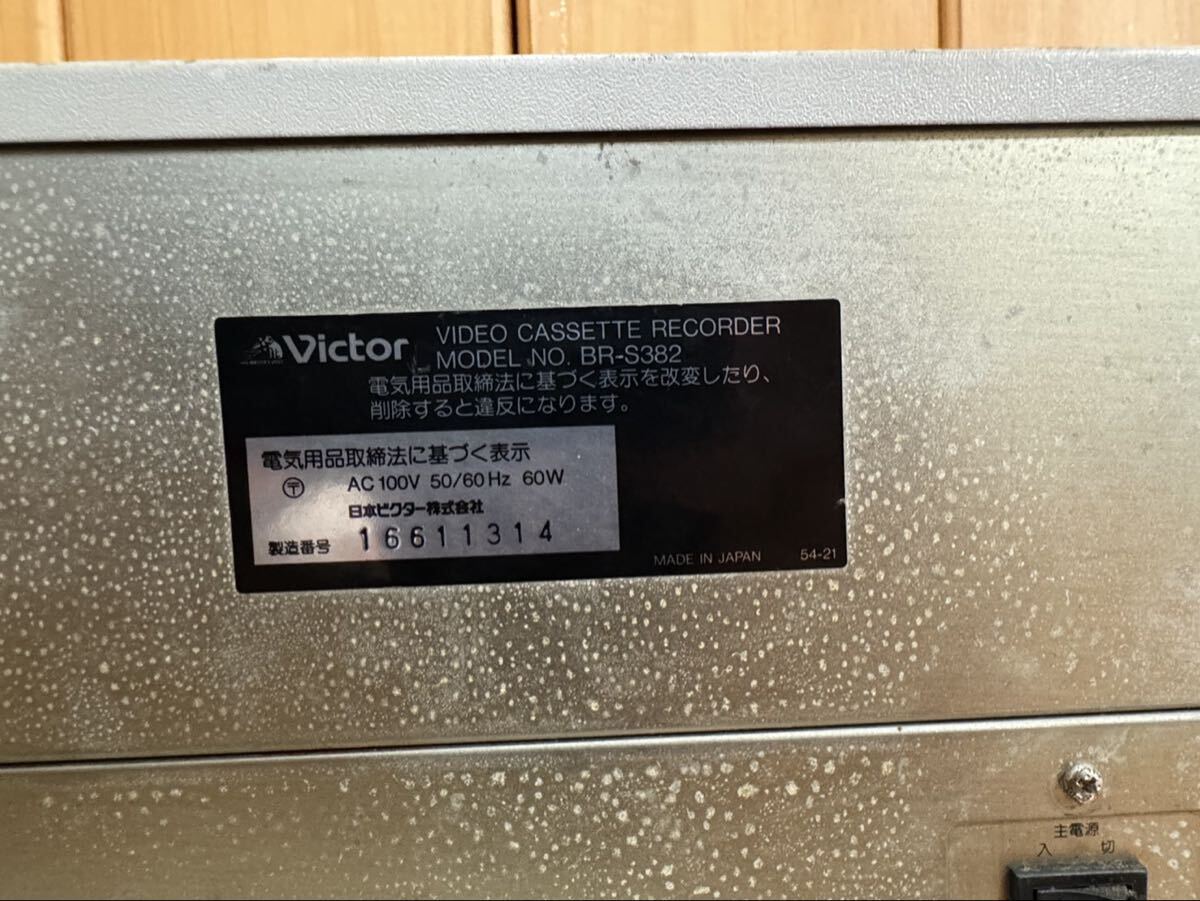 Victor
VIDEO CASSETTE RECORDER
MODEL NO. BR-S382
電気用品取締法に基づく表示を改変したり、
削除すると違反になります。
電気用品取締法に基づく表示
〒 AC 100V 50/60Hz 60W
日本ビクター株式会社
製造番号 16611314
MADE IN JAPAN 54-21
主電源
入 切